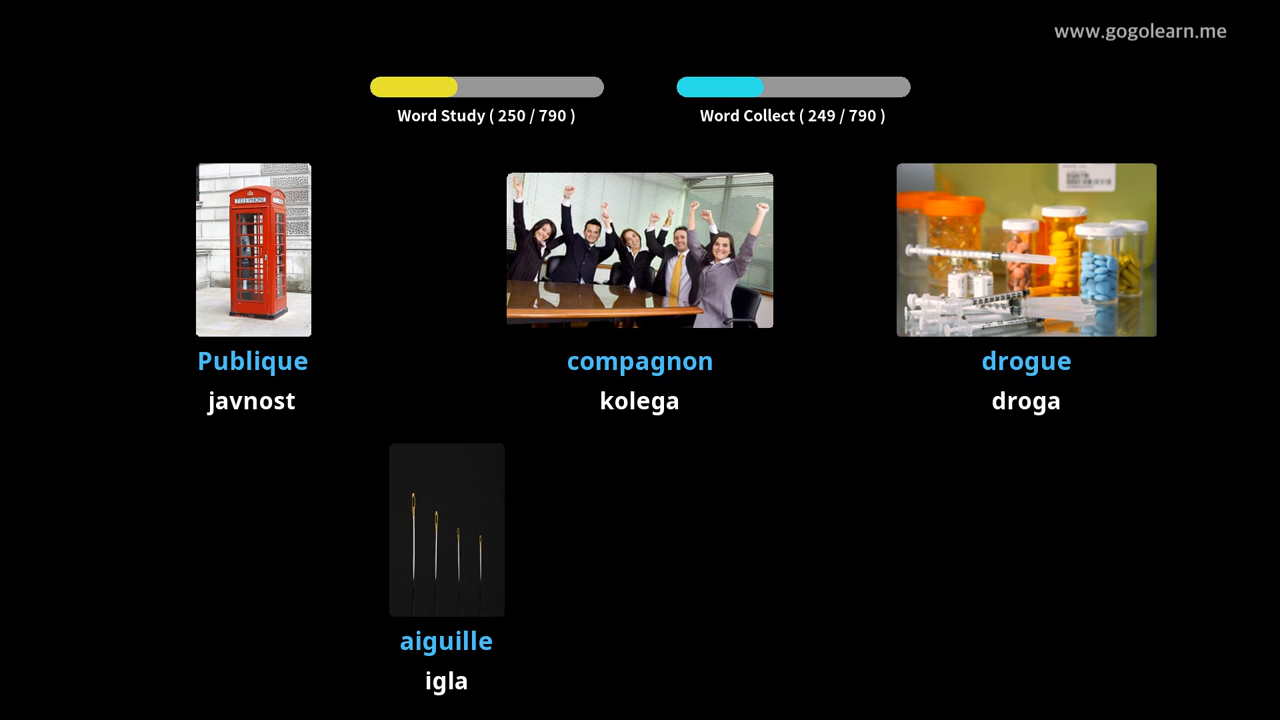 www.gogolearn.me
Word Study ( 250 / 790 )
Word Collect ( 249 / 790 )
TELEPHONE
Publique
compagnon
drogue
javnost
kolega
droga
aiguille
igla